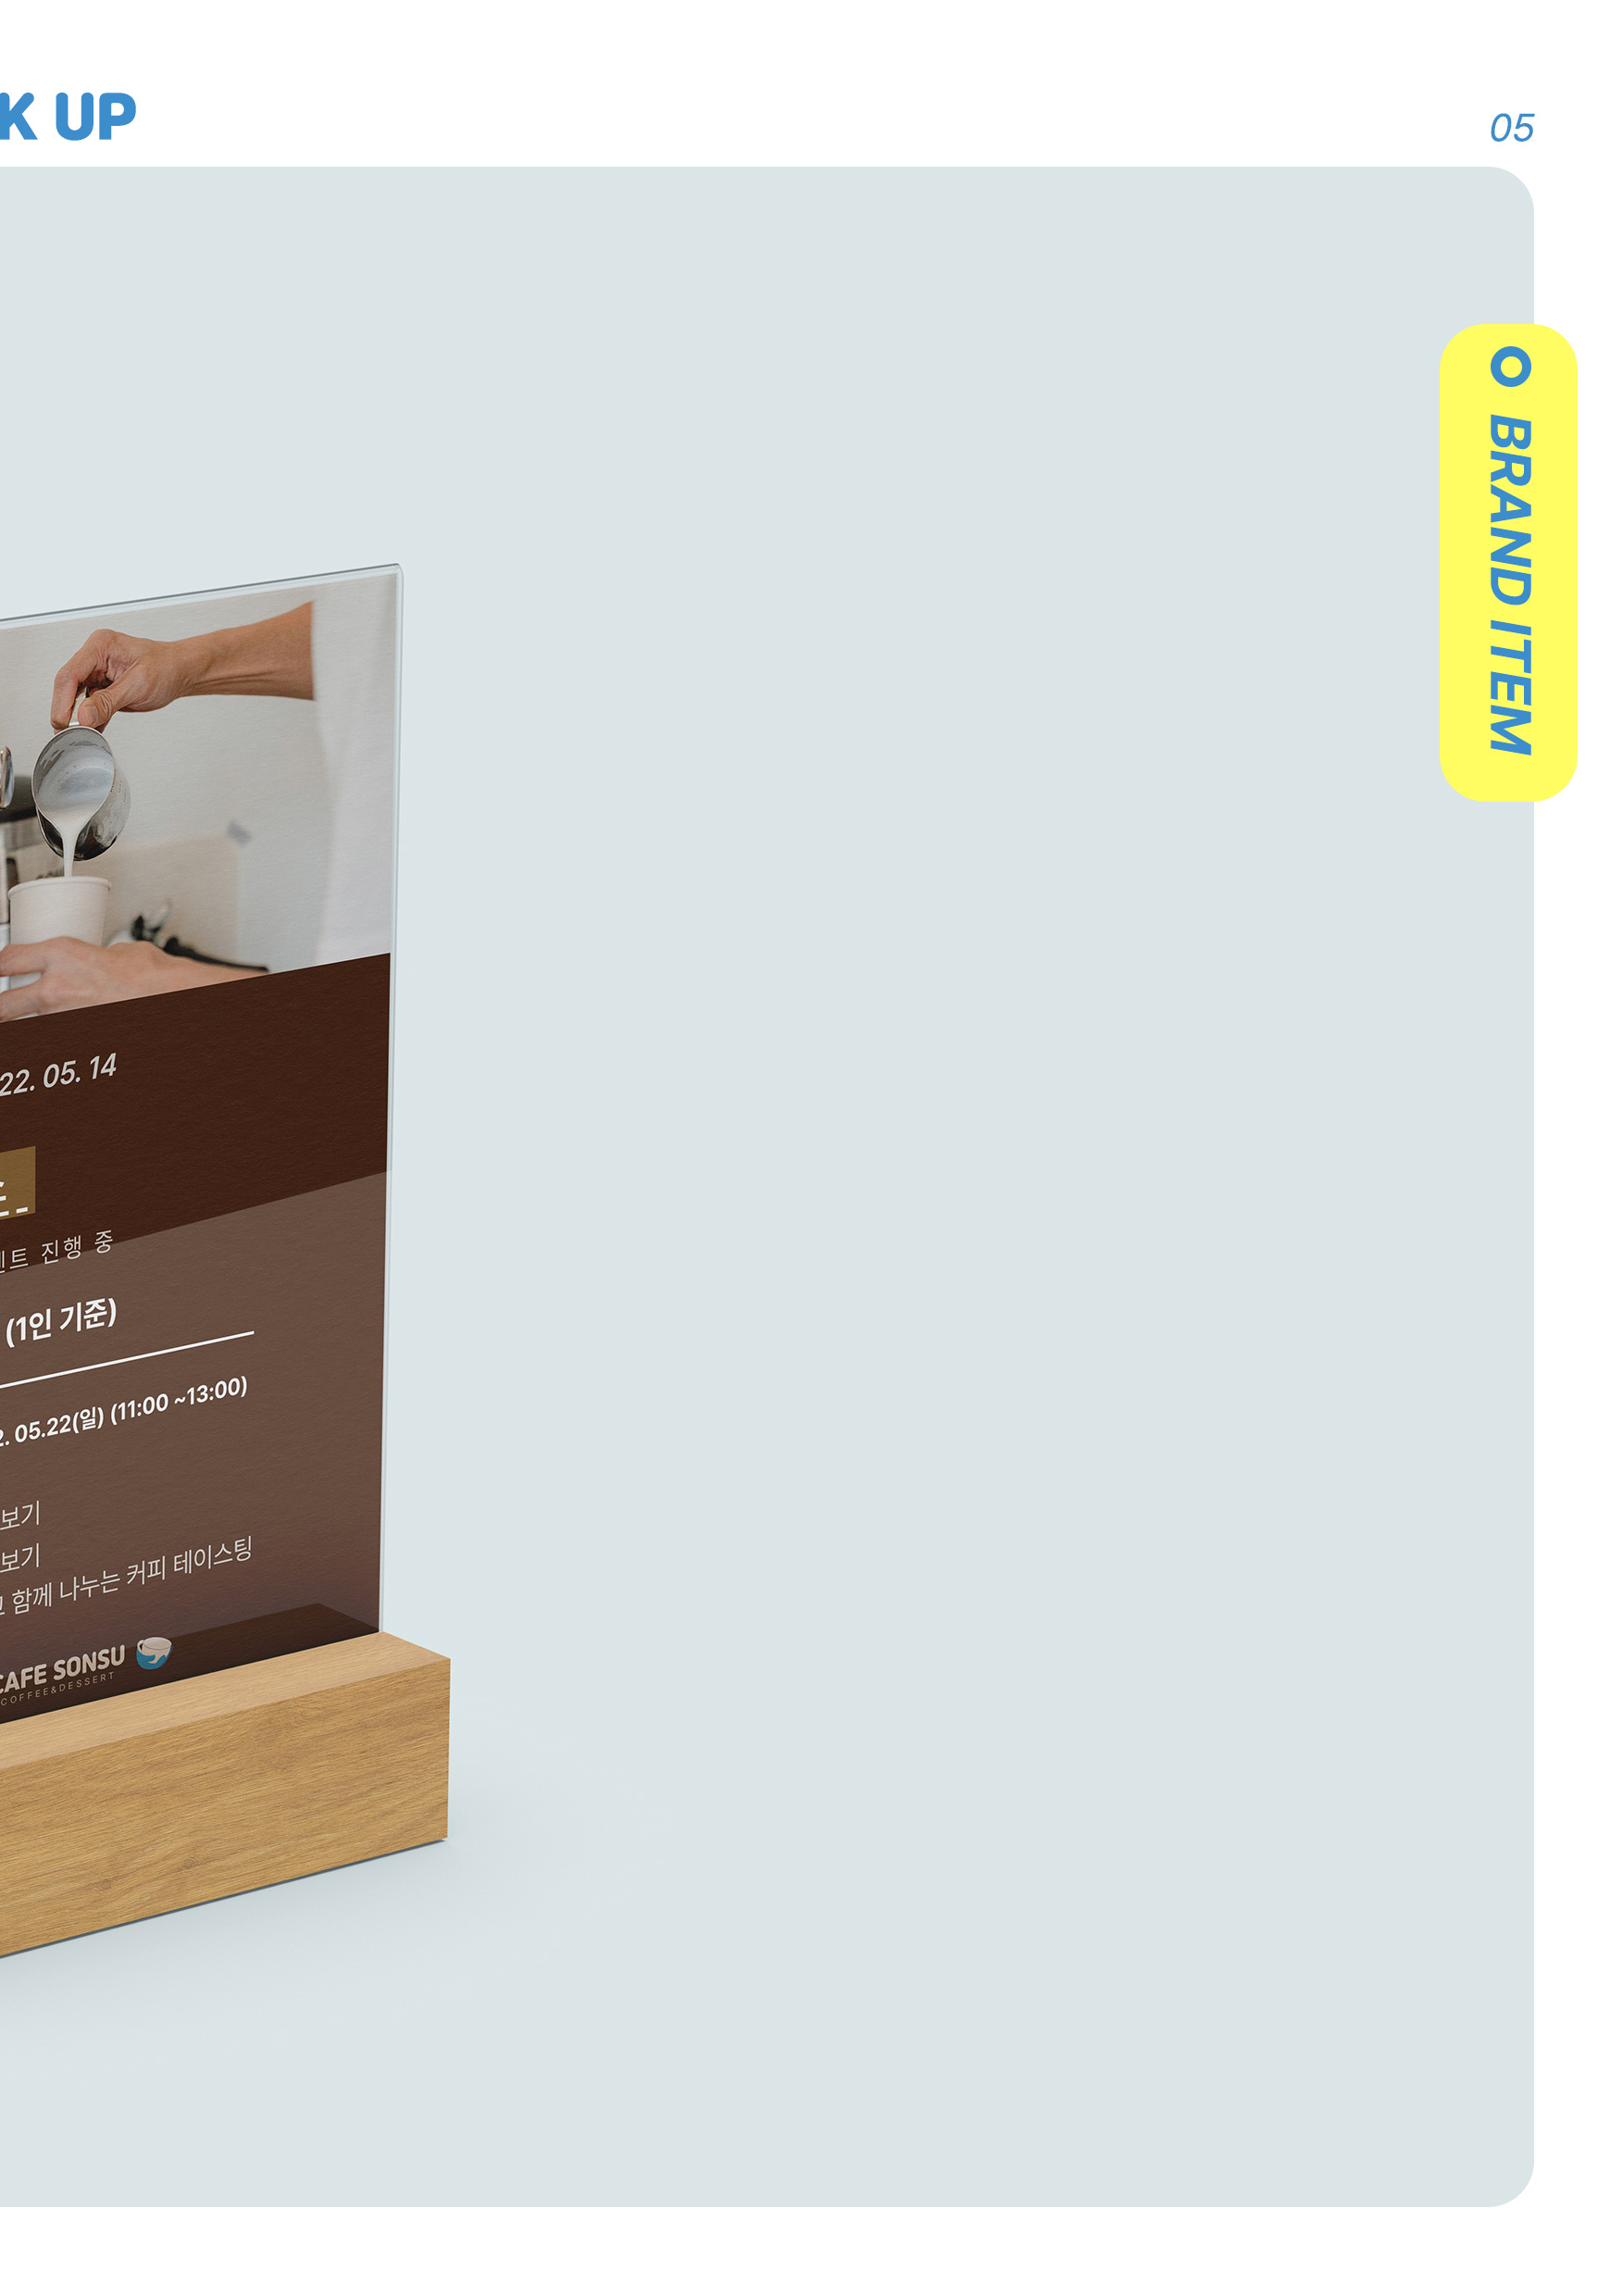 K UP
05
BRAND ITEM
22. 05. 14
트 진행 중
(1인 기준)
05.22(일) (11:00 ~13:00)
보기
보기
함께 나누는 커피 테이스팅
CAFE SONSU
COFFEE&DESSERT